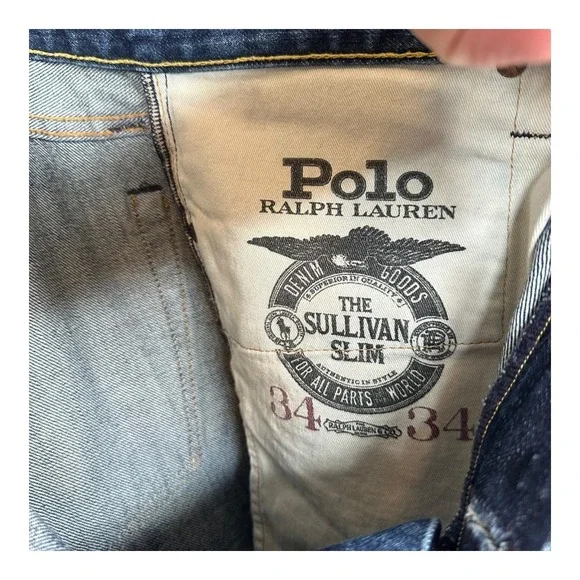 Polo
RALPH LAUREN
DENIM GOODS
SUPERIOR IN QUALITY
THE
SULLIVAN
SLIM
AUTHENTIC IN STYLE
FOR ALL PARTS WORLD
34 34
RALPH LAUREN & CO.